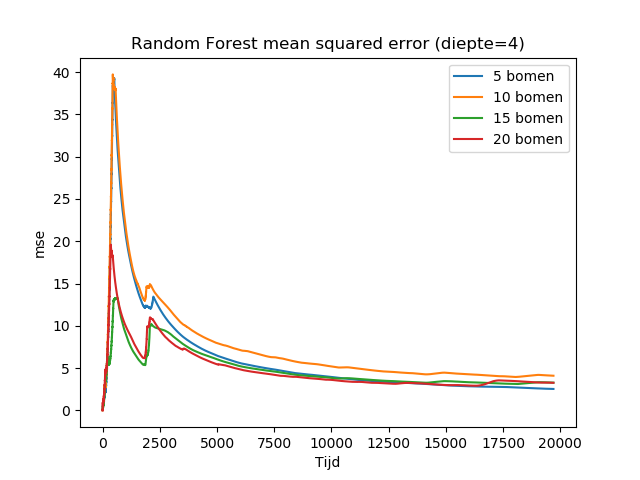 Random Forest mean squared error (diepte=4)
5 bomen
10 bomen
15 bomen
20 bomen
mse
40
35
30
25
20
15
10
5
0
0 2500 5000 7500 10000 12500 15000 17500 20000
Tijd